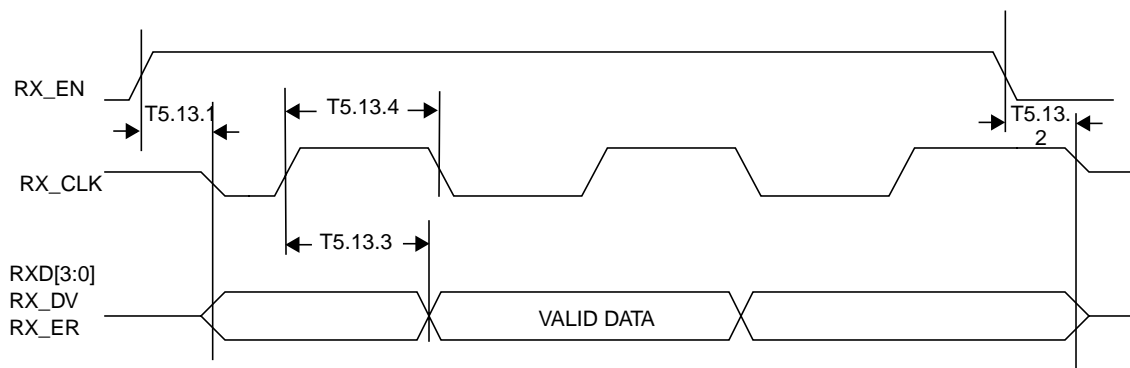 RX_EN
T5.13.1
T5.13.4
T5.13.
2
RX_CLK
T5.13.3
RXD[3:0]
RX_DV
RX_ER
VALID DATA